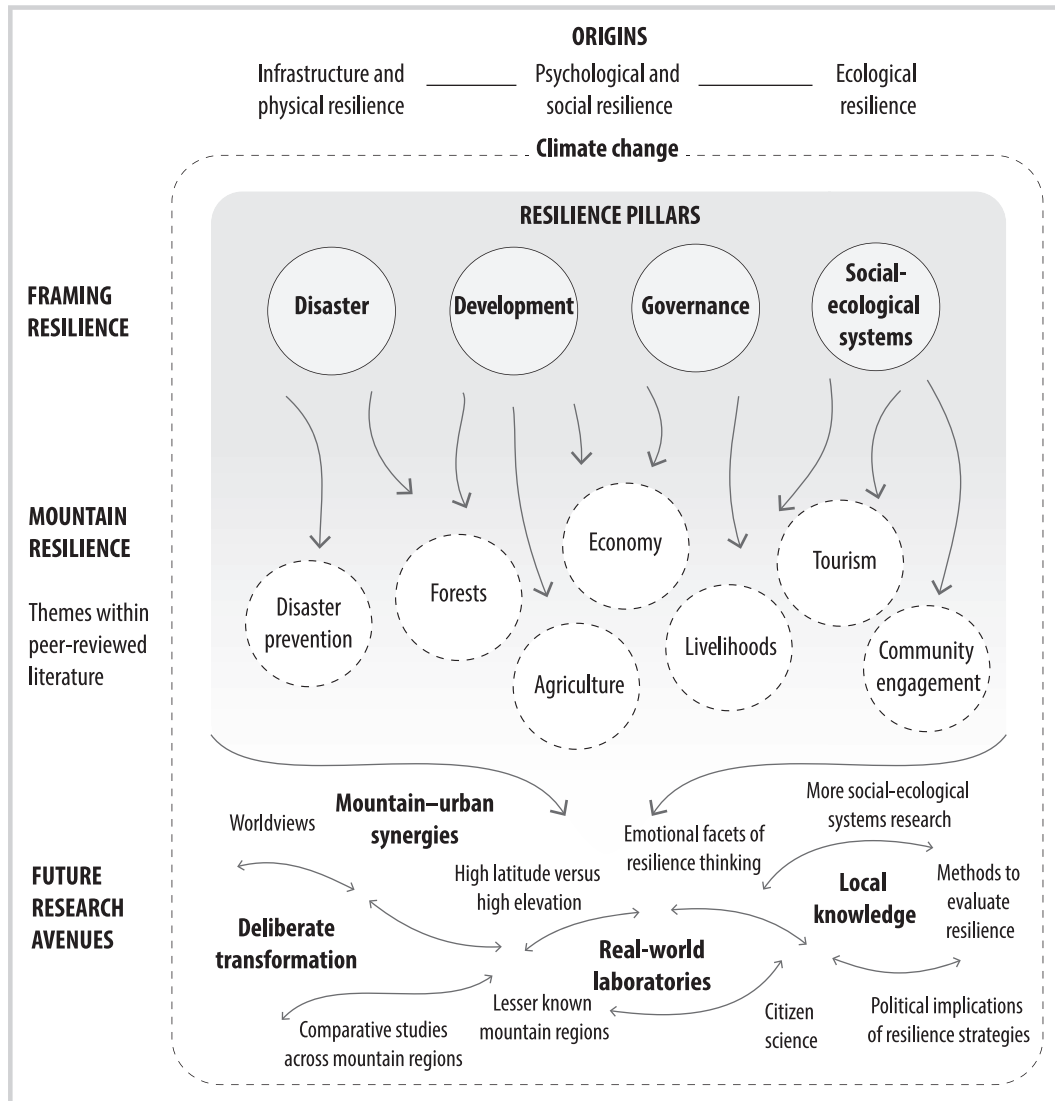 ORIGINS
Infrastructure and
physical resilience
Psychological and
social resilience
Ecological
resilience
Climate change
RESILIENCE PILLARS
FRAMING
RESILIENCE
Disaster
Development
Governance
Social-
ecological
systems
MOUNTAIN
RESILIENCE
Themes within
peer-reviewed
literature
Disaster
prevention
Forests
Agriculture
Economy
Livelihoods
Tourism
Community
engagement
FUTURE
RESEARCH
AVENUES
Worldviews
Mountain–urban
synergies
Emotional facets of
resilience thinking
More social-ecological
systems research
High latitude versus
high elevation
Local
knowledge
Methods to
evaluate
resilience
Deliberate
transformation
Real-world
laboratories
Comparative studies
across mountain regions
Lesser known
mountain regions
Citizen
science
Political implications
of resilience strategies